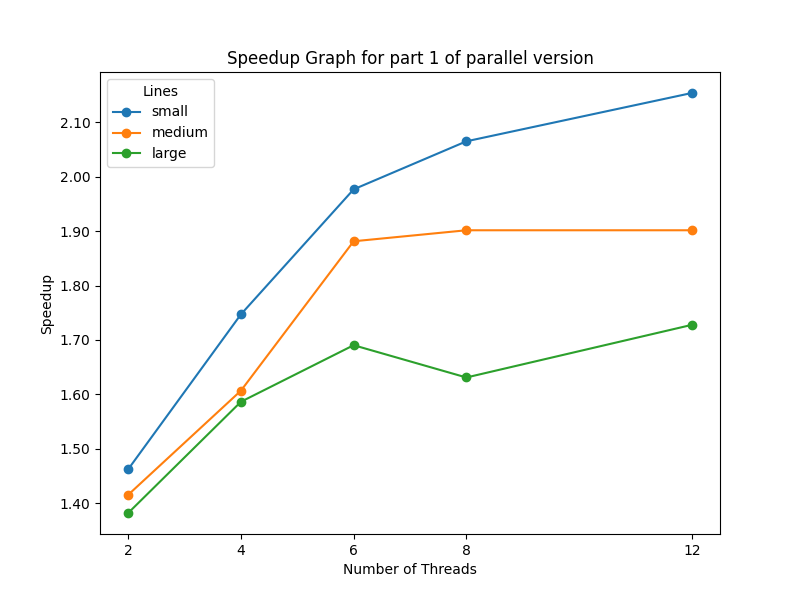 Speedup Graph for part 1 of parallel version
Lines
small
medium
large
2.10
2.00
1.90
1.80
1.70
1.60
1.50
1.40
Speedup
2 4 6 8 12
Number of Threads